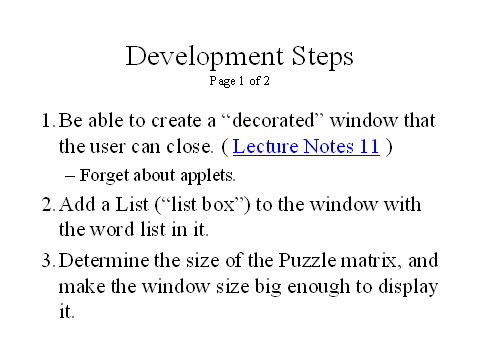 Development Steps
Page 1 of 2
1. Be able to create a “decorated” window that
the user can close. ( Lecture Notes 11 )
– Forget about applets.
2. Add a List (“list box”) to the window with
the word list in it.
3. Determine the size of the Puzzle matrix, and
make the window size big enough to display
it.